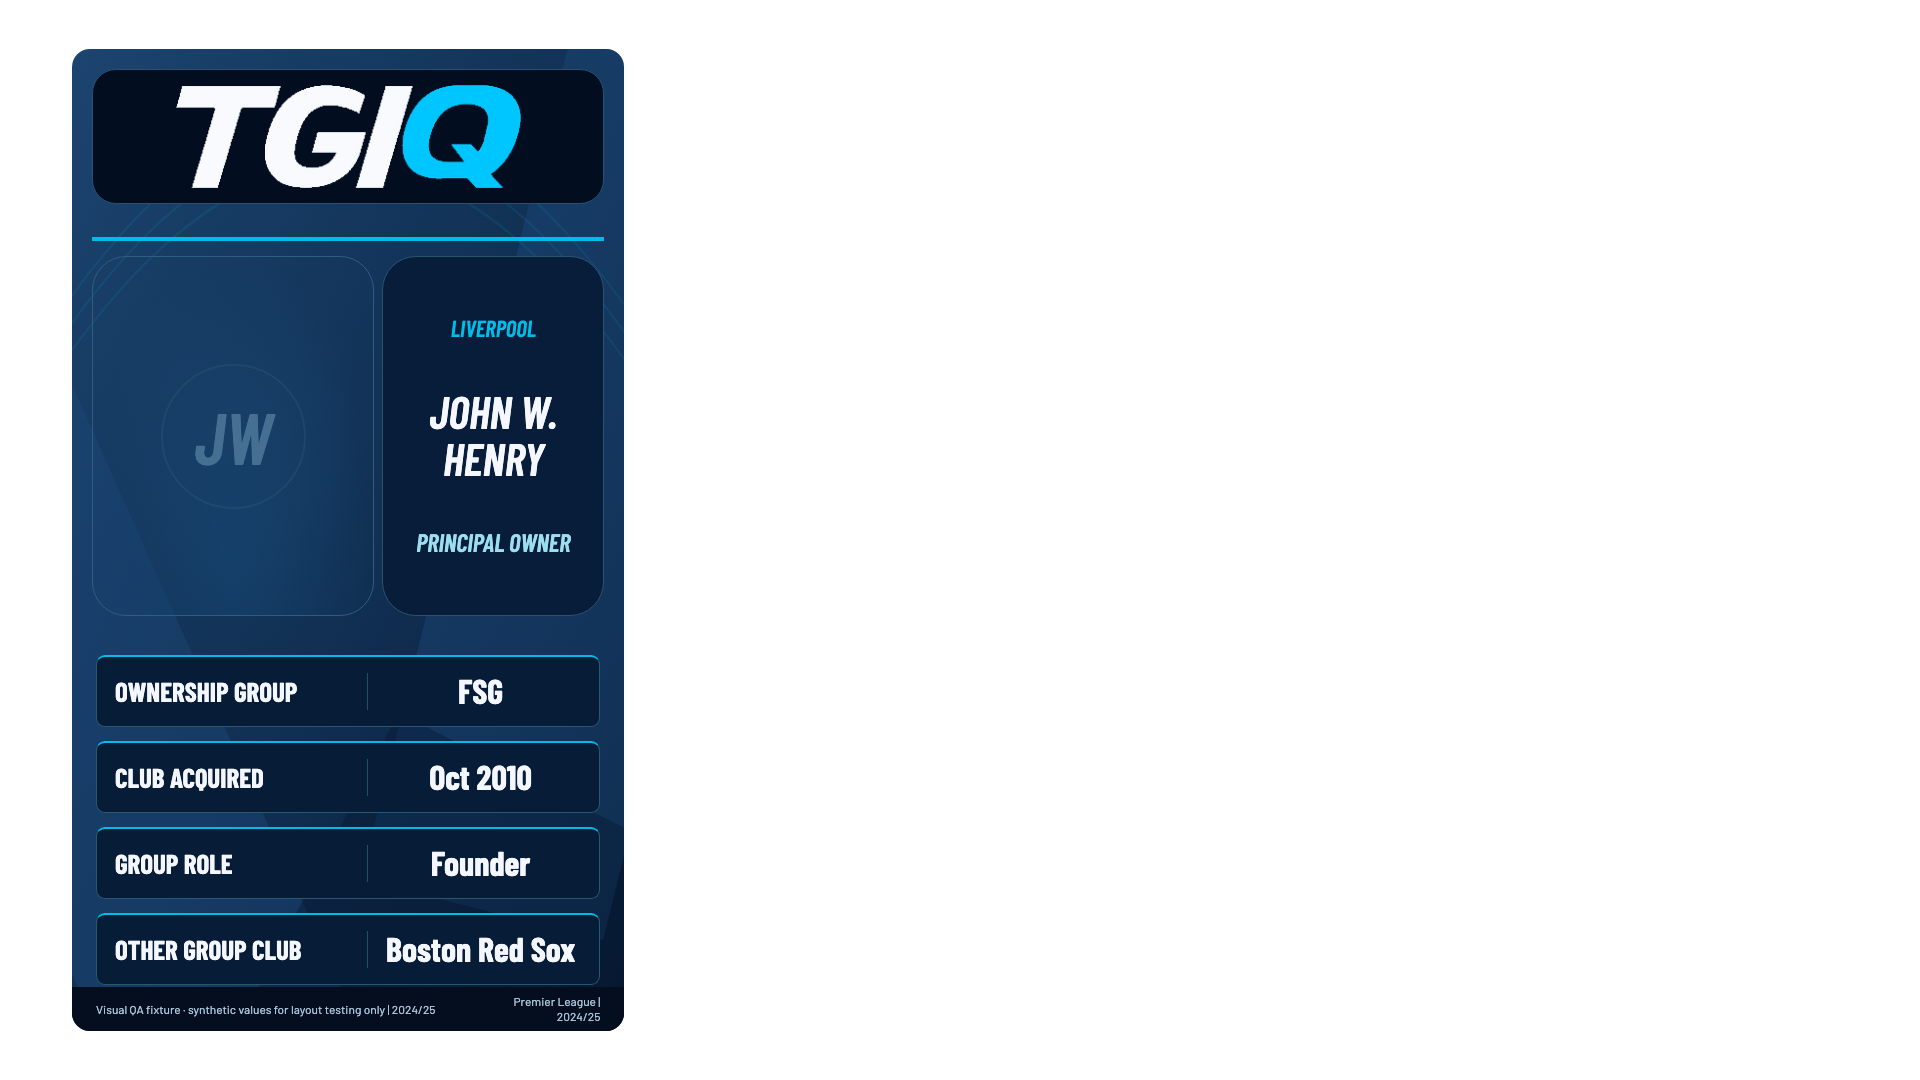 TGIQ
JW
LIVERPOOL
JOHN W.
HENRY
PRINCIPAL OWNER
OWNERSHIP GROUP FSG
CLUB ACQUIRED Oct 2010
GROUP ROLE Founder
OTHER GROUP CLUB Boston Red Sox
Visual QA fixture · synthetic values for layout testing only | 2024/25
Premier League |
2024/25